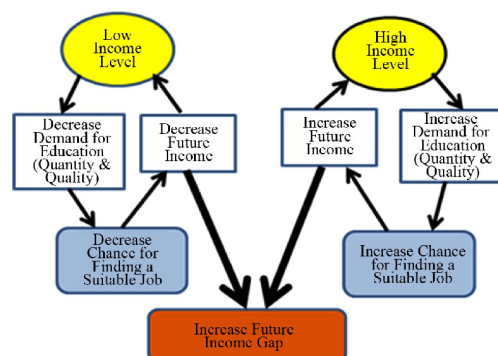 Low
Income
Level
High
Income
Level
Decrease
Demand for
Education
(Quantity &
Quality)
Decrease
Future
Income
Increase
Future
Income
Increase
Demand for
Education
(Quantity &
Quality)
Decrease
Chance for
Finding a
Suitable Job
Increase Chance
for Finding a
Suitable Job
Increase Future
Income Gap